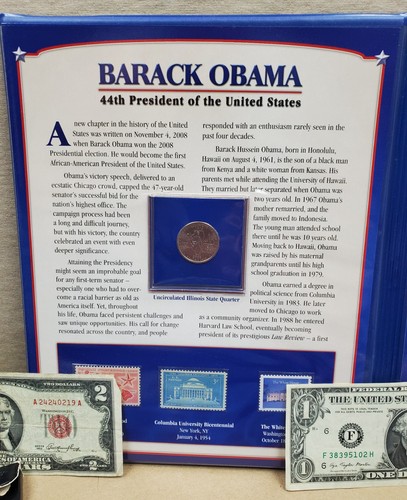 BARACK OBAMA
44th President of the United States
A new chapter in the history of the United
States was written on November 4, 2008
when Barack Obama won the 2008
Presidential election. He would become the first
African-American President of the United States.
Obama's victory speech, delivered to an
ecstatic Chicago crowd, capped the 47-year-old
senator's successful bid for the
nation's highest office. The
campaign process had been
a long and difficult journey,
but with his victory, the country
celebrated an event with even
deeper significance.
Attaining the Presidency
might seem an improbable goal
for any first-term senator –
especially one who had to over-
come a racial barrier as old as
America itself. Yet, throughout
his life, Obama faced persistent challenges and
saw unique opportunities. His call for change
resonated across the country, and people
responded with an enthusiasm rarely seen in the
past four decades.
Barack Hussein Obama, born in Honolulu,
Hawaii on August 4, 1961, is the son of a black man
from Kenya and a white woman from Kansas. His
parents met while attending the University of Hawaii.
They married but later separated when Obama was
two years old. In 1967 Obama's
mother remarried, and the
family moved to Indonesia.
The young man attended school
there until he was 10 years old.
Moving back to Hawaii, Obama
was raised by his maternal
grandparents until his high
school graduation in 1979.
Obama earned a degree in
political science from Columbia
University in 1983. He later
moved to Chicago to work
as a community organizer. In 1988 he entered
Harvard Law School, eventually becoming
president of its prestigious Law Review – a first
Uncirculated Illinois State Quarter
Columbia University Bicentennial
New York, NY
January 4, 1954
The White
Washington
October 18
TWO DOLLARS
A 24240219 A
2
2
FEDERAL
THE UNITED STATES
1
6
F
F 38395102 H
6
1
ONE DO